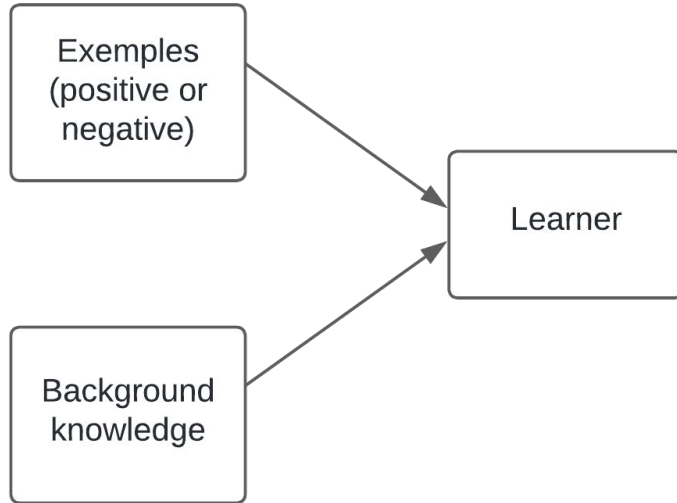 Exemples
(positive or
negative)
Learner
Background
knowledge